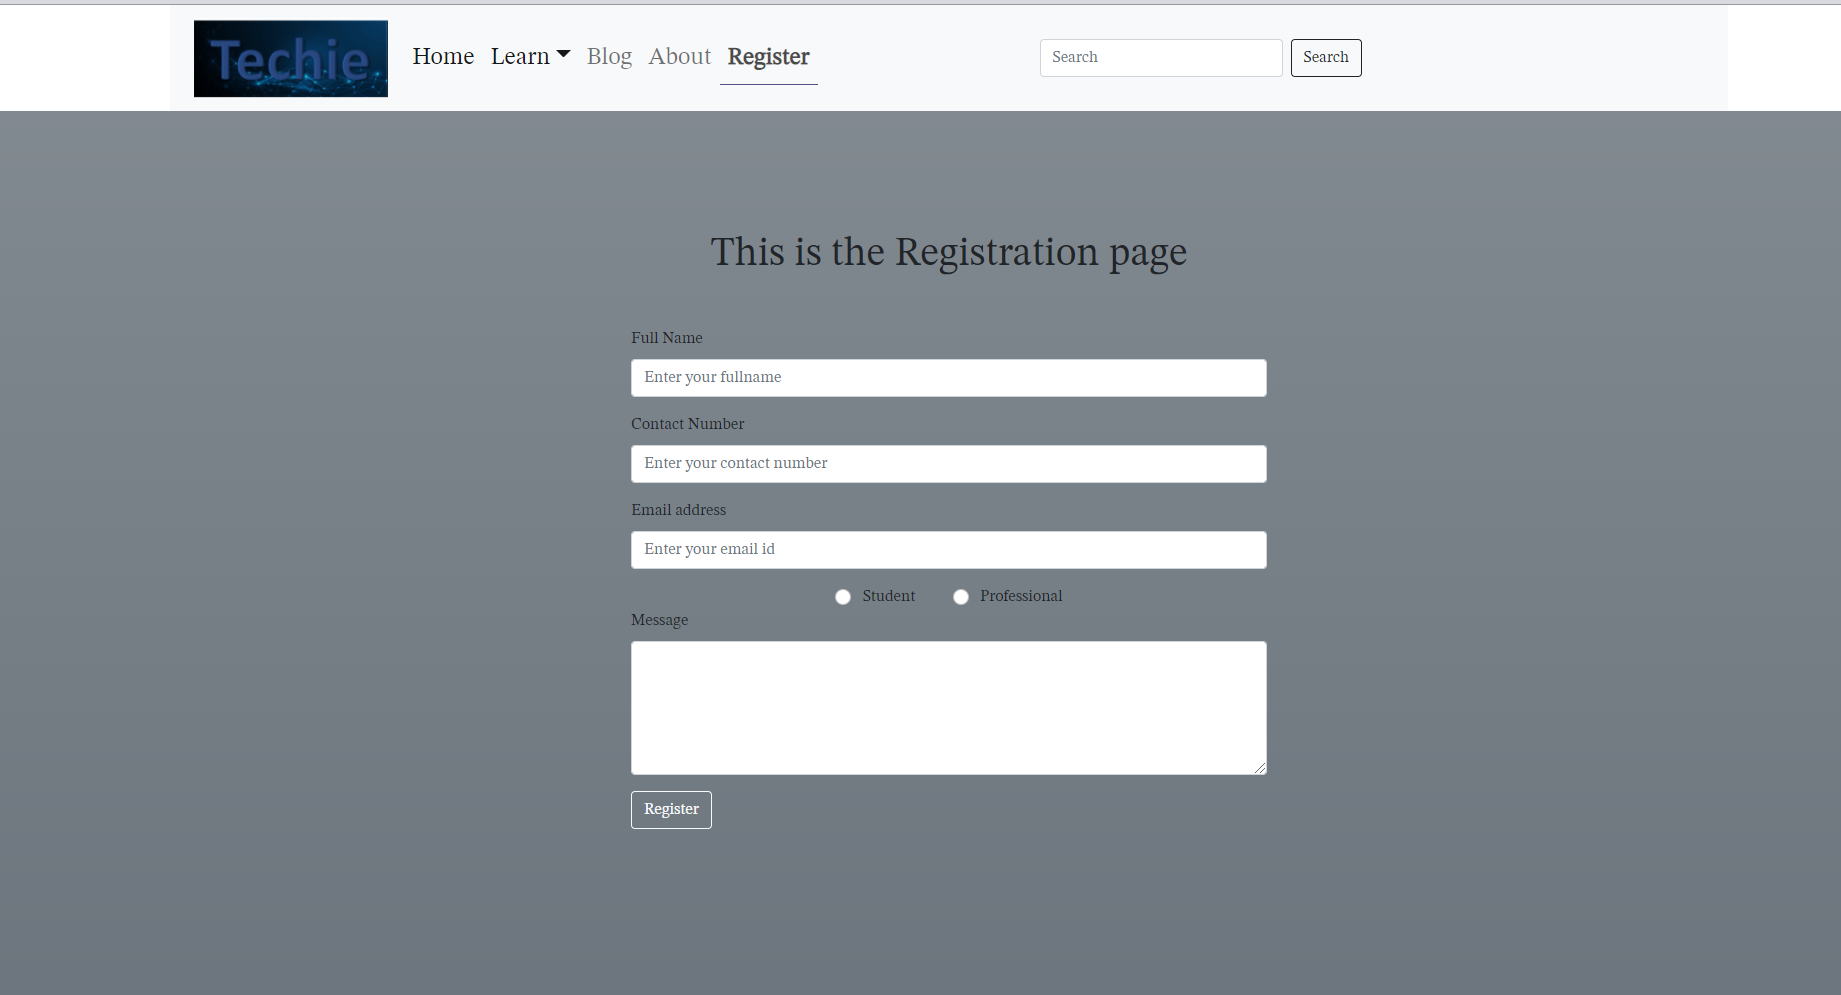 Techie Home Learn Blog About Register Search Search
This is the Registration page
Full Name
Enter your fullname
Contact Number
Enter your contact number
Email address
Enter your email id
Student Professional
Message
Register